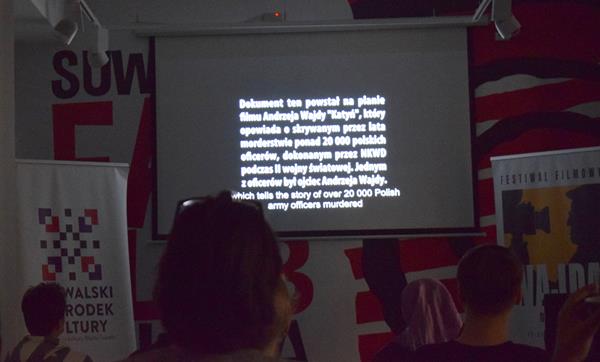 SUW
Dokument ten powstał na planie
filmu Andrzeja Wajdy "Katyń", który
opowiada o skrywanym przez lata
morderstwie ponad 20 000 polskich
oficerów, dokonanym przez NKWD
podczas II wojny światowej. Jednym
z oficerów był ojciec Andrzeja Wajdy.
which tells the story of over 20 000 Polish
army officers murdered
WALSKI
RODEK
LTURY
FESTIWAL FILMOWY